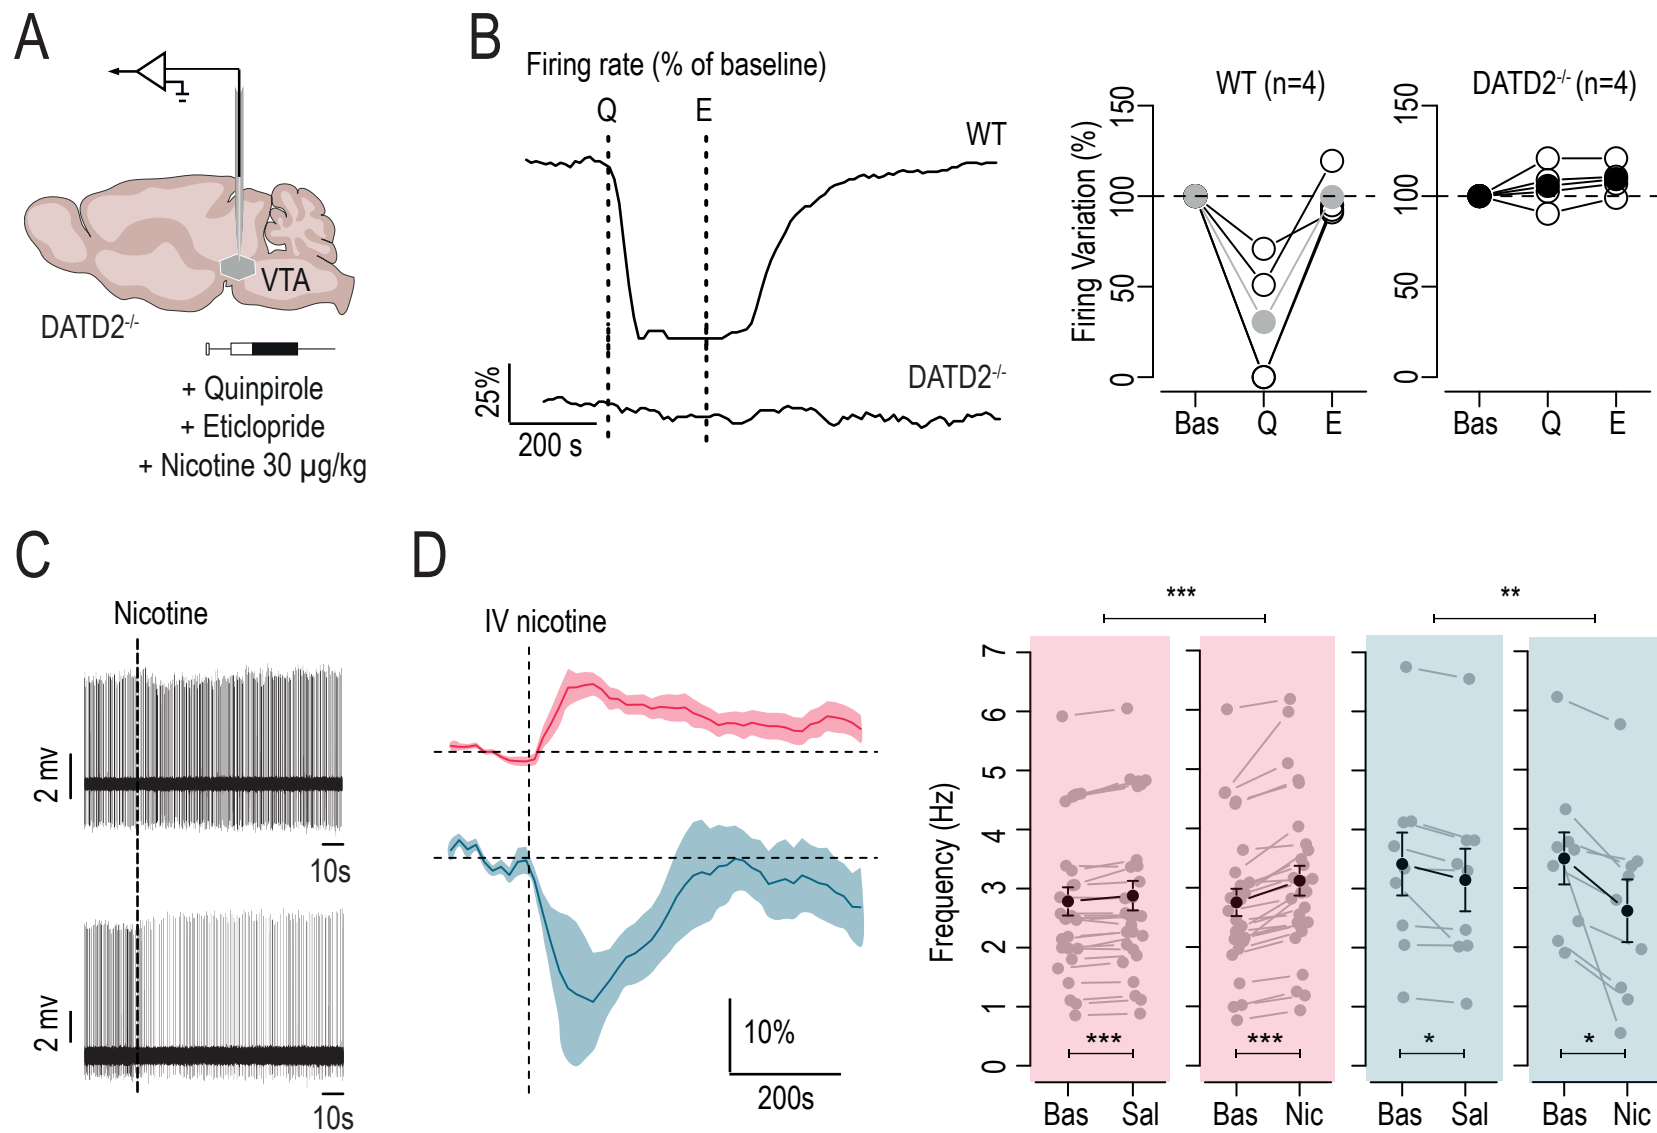 A
VTA
DATD2-/-
+ Quinpirole
+ Eticlopride
+ Nicotine 30 µg/kg
B
Firing rate (% of baseline)
Q
E
WT
DATD2-/-
25%
200 s
WT (n=4)
DATD2-/- (n=4)
Firing Variation (%)
150
100
50
0
Bas
Q
E
150
100
50
0
Bas
Q
E
C
Nicotine
2 mv
10s
2 mv
10s
D
IV nicotine
10%
200s
***
**
Frequency (Hz)
7
6
5
4
3
2
1
0
***
***
*
*
Bas
Sal
Bas
Nic
Bas
Sal
Bas
Nic